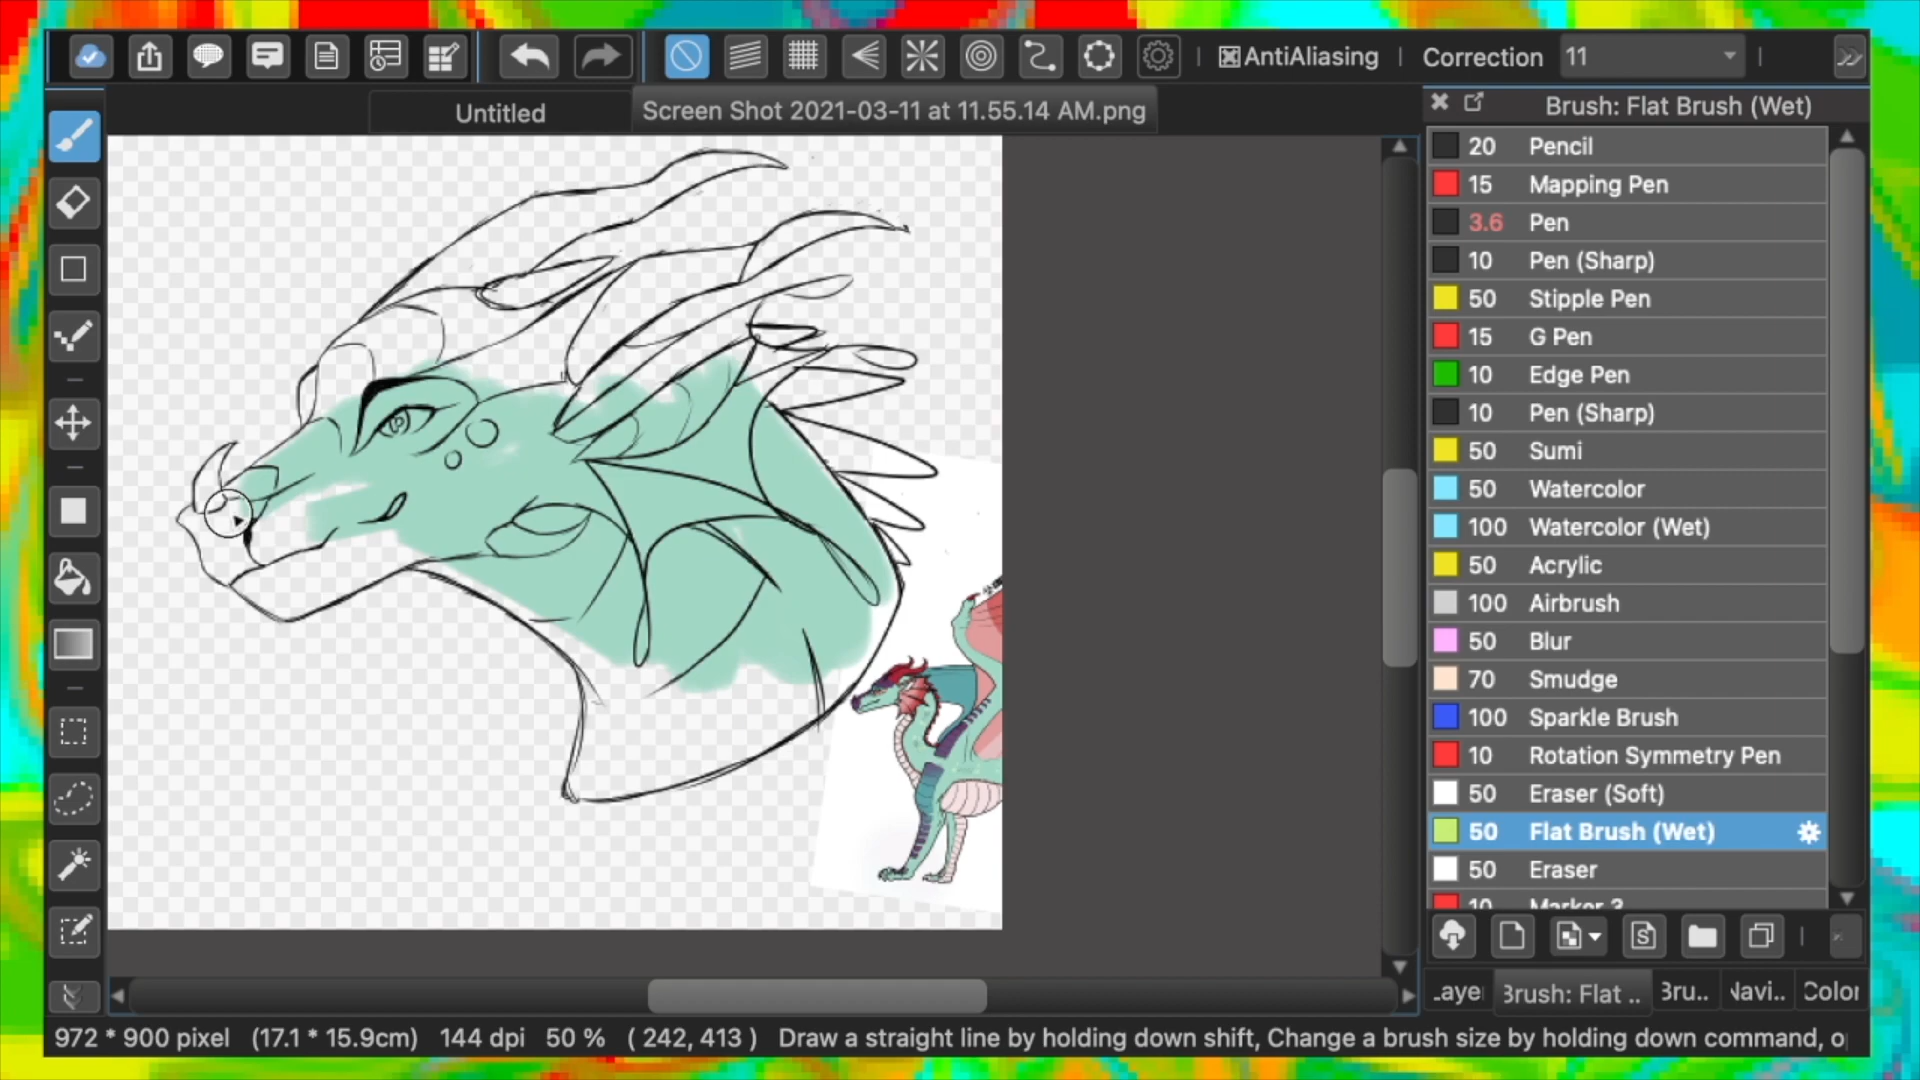 AntiAliasing
Correction
11
Untitled
Screen Shot 2021-03-11 at 11.55.14 AM.png
Brush: Flat Brush (Wet)
20 Pencil
15 Mapping Pen
3.6 Pen
10 Pen (Sharp)
50 Stipple Pen
15 G Pen
10 Edge Pen
10 Pen (Sharp)
50 Sumi
50 Watercolor
100 Watercolor (Wet)
50 Acrylic
100 Airbrush
50 Blur
70 Smudge
100 Sparkle Brush
10 Rotation Symmetry Pen
50 Eraser (Soft)
50 Flat Brush (Wet)
50 Eraser
10 Marker 3
Brush: Flat ..
Bru..
Navi..
Color
972 * 900 pixel (17.1 * 15.9cm) 144 dpi 50 % ( 242, 413 ) Draw a straight line by holding down shift, Change a brush size by holding down command, o